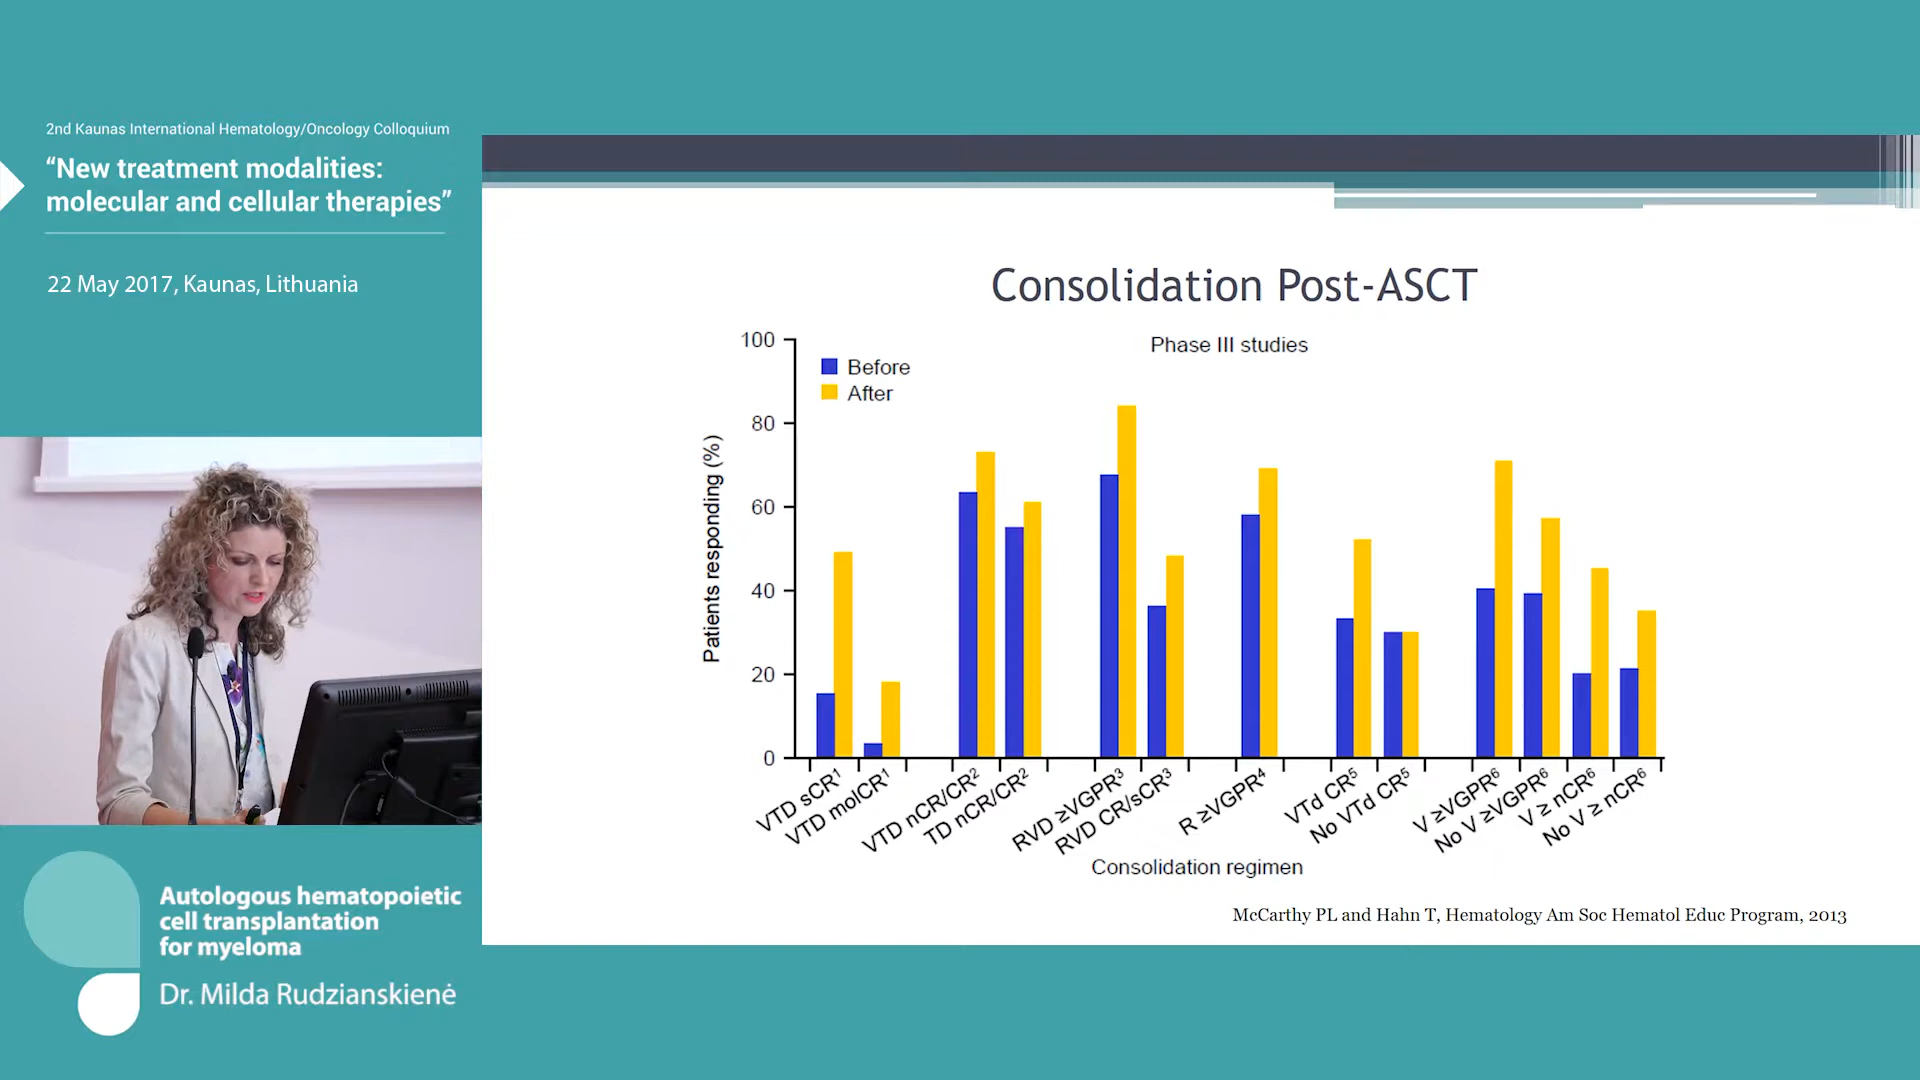 2nd Kaunas International Hematology/Oncology Colloquium
“New treatment modalities:
molecular and cellular therapies”
22 May 2017, Kaunas, Lithuania
Autologous hematopoietic
cell transplantation
for myeloma
Dr. Milda Rudzianskienė
Consolidation Post-ASCT
Phase III studies
Before
After
Patients responding (%)
100
80
60
40
20
0
VTD sCR¹
VTD molCR¹
VTD nCR/CR²
TD nCR/CR²
RVD ≥VGPR³
RVD CR/sCR³
R ≥VGPR⁴
VTd CR⁵
No VTd CR⁵
V ≥VGPR⁶
No V ≥VGPR⁶
V ≥ nCR⁶
No V ≥ nCR⁶
Consolidation regimen
McCarthy PL and Hahn T, Hematology Am Soc Hematol Educ Program, 2013